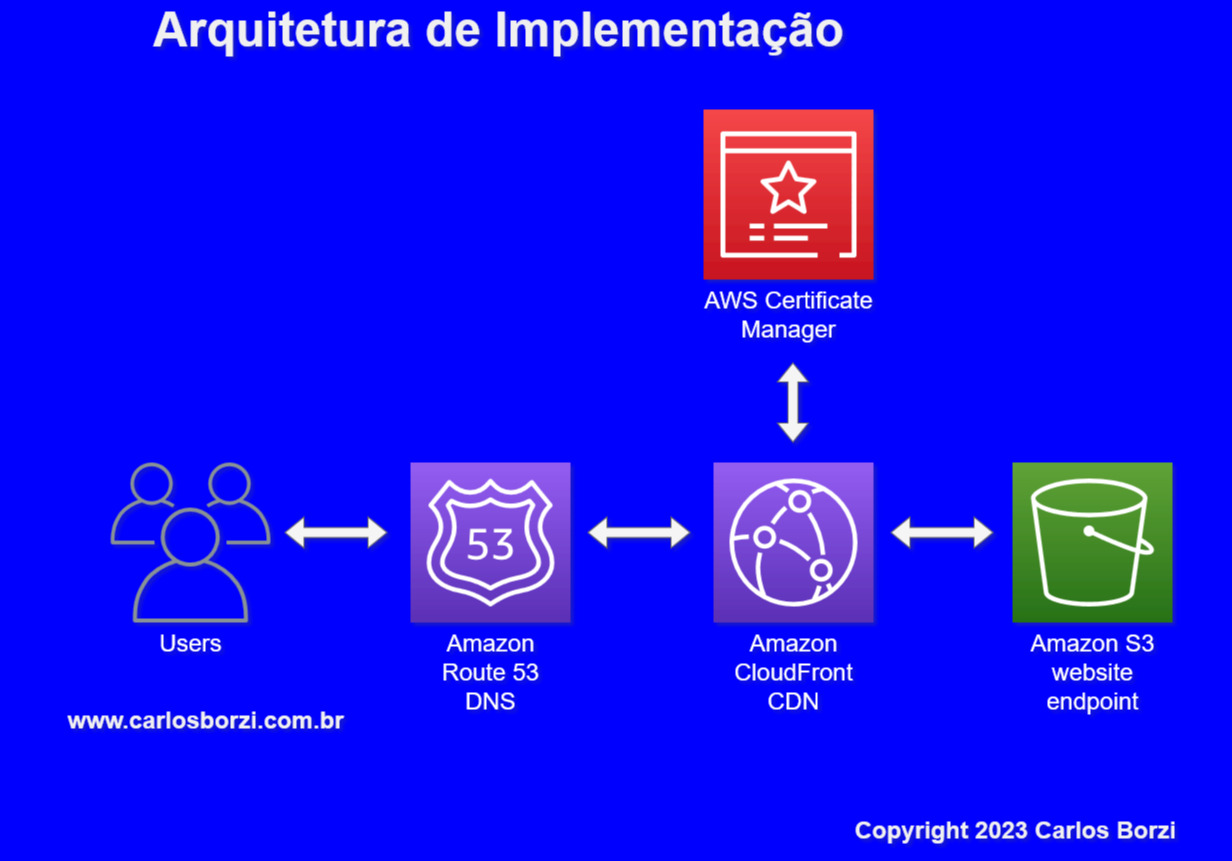 Arquitetura de Implementação
AWS Certificate
Manager
53
Users
Amazon
Route 53
DNS
Amazon
CloudFront
CDN
Amazon S3
website
endpoint
www.carlosborzi.com.br
Copyright 2023 Carlos Borzi